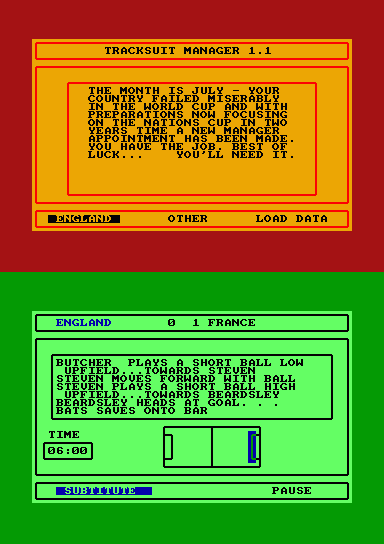 TRACKSUIT MANAGER 1.1
THE MONTH IS JULY - YOUR
COUNTRY FAILED MISERABLY
IN THE WORLD CUP AND WITH
PREPARATIONS NOW FOCUSING
ON THE NATIONS CUP IN TWO
YEARS TIME A NEW MANAGER
APPOINTMENT HAS BEEN MADE.
YOU HAVE THE JOB. BEST OF
LUCK... YOU'LL NEED IT.
ENGLAND OTHER LOAD DATA
ENGLAND 0 1 FRANCE
BUTCHER PLAYS A SHORT BALL LOW
UPFIELD...TOWARDS STEVEN
STEVEN MOVES FORWARD WITH BALL
STEVEN PLAYS A SHORT BALL HIGH
UPFIELD...TOWARDS BEARDSLEY
BEARDSLEY HEADS AT GOAL. . .
BATS SAVES ONTO BAR
TIME
06:00
SUBTITUTE PAUSE